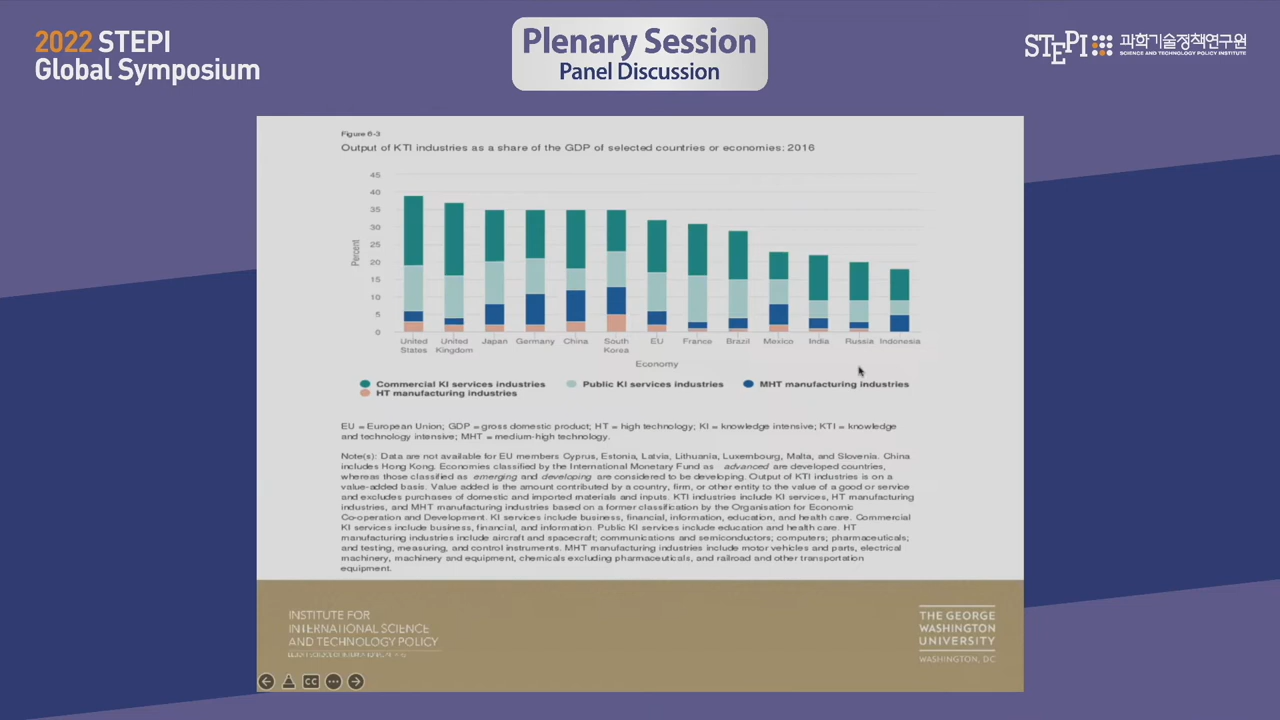 2022 STEPI
Global Symposium
Plenary Session
Panel Discussion
STEPI 과학기술정책연구원
SCIENCE AND TECHNOLOGY POLICY INSTITUTE
Figure 6-3
Output of KTI industries as a share of the GDP of selected countries or economies: 2016
Percent
45
40
35
30
25
20
15
10
5
0
United States
United Kingdom
Japan
Germany
China
South Korea
EU
France
Brazil
Mexico
India
Russia
Indonesia
Economy
Commercial KI services industries
Public KI services industries
MHT manufacturing industries
HT manufacturing industries
EU = European Union; GDP = gross domestic product; HT = high technology; KI = knowledge intensive; KTI = knowledge
and technology intensive; MHT = medium-high technology.
Note(s): Data are not available for EU members Cyprus, Estonia, Latvia, Lithuania, Luxembourg, Malta, and Slovenia. China
includes Hong Kong. Economies classified by the International Monetary Fund as advanced are developed countries,
whereas those classified as emerging and developing are considered to be developing. Output of KTI industries is on a
value-added basis. Value added is the amount contributed by a country, firm, or other entity to the value of a good or service
and excludes purchases of domestic and imported materials and inputs. KTI industries include KI services, HT manufacturing
industries, and MHT manufacturing industries based on a former classification by the Organisation for Economic
Co-operation and Development. KI services include business, financial, information, education, and health care. Commercial
KI services include business, financial, and information. Public KI services include education and health care. HT
manufacturing industries include aircraft and spacecraft; communications and semiconductors; computers; pharmaceuticals;
and testing, measuring, and control instruments. MHT manufacturing industries include motor vehicles and parts, electrical
machinery, machinery and equipment, chemicals excluding pharmaceuticals, and railroad and other transportation
equipment.
INSTITUTE FOR
INTERNATIONAL SCIENCE
AND TECHNOLOGY POLICY
THE GEORGE
WASHINGTON
UNIVERSITY
WASHINGTON, DC
CC